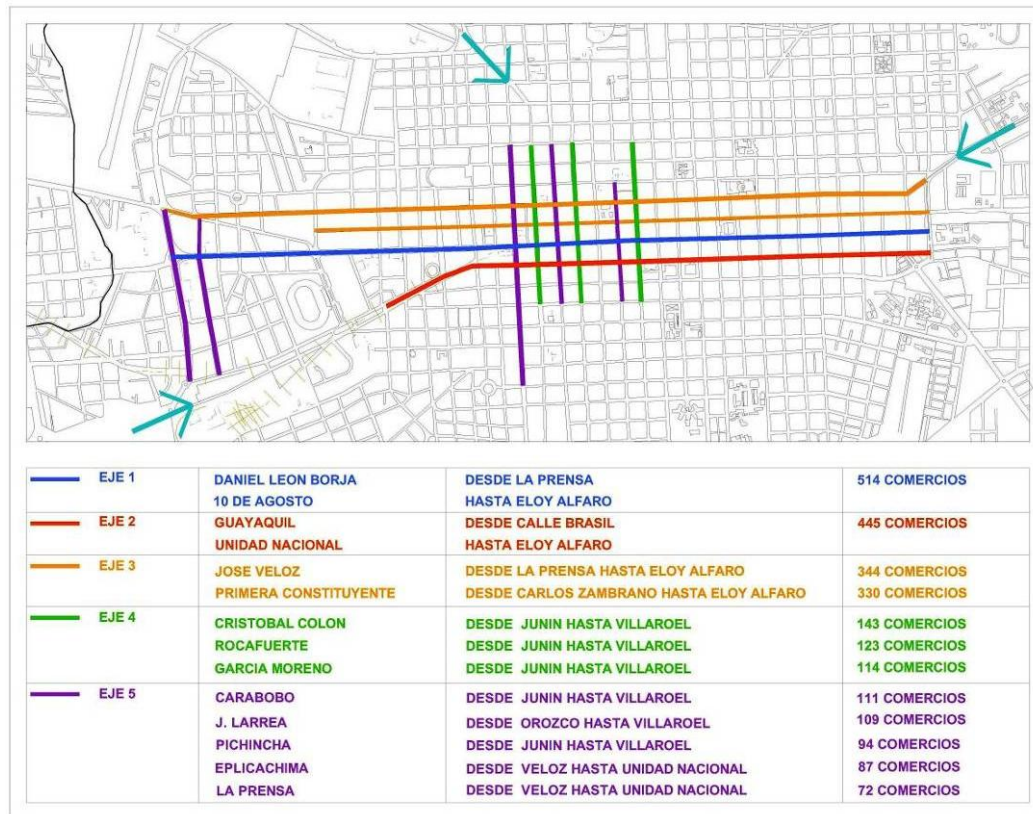 EJE 1 DANIEL LEON BORJA DESDE LA PRENSA 514 COMERCIOS
10 DE AGOSTO HASTA ELOY ALFARO
EJE 2 GUAYAQUIL DESDE CALLE BRASIL 445 COMERCIOS
UNIDAD NACIONAL HASTA ELOY ALFARO
EJE 3 JOSE VELOZ DESDE LA PRENSA HASTA ELOY ALFARO 344 COMERCIOS
PRIMERA CONSTITUYENTE DESDE CARLOS ZAMBRANO HASTA ELOY ALFARO 330 COMERCIOS
EJE 4 CRISTOBAL COLON DESDE JUNIN HASTA VILLAROEL 143 COMERCIOS
ROCAFUERTE DESDE JUNIN HASTA VILLAROEL 123 COMERCIOS
GARCIA MORENO DESDE JUNIN HASTA VILLAROEL 114 COMERCIOS
EJE 5 CARABOBO DESDE JUNIN HASTA VILLAROEL 111 COMERCIOS
J. LARREA DESDE OROZCO HASTA VILLAROEL 109 COMERCIOS
PICHINCHA DESDE JUNIN HASTA VILLAROEL 94 COMERCIOS
EPLICACHIMA DESDE VELOZ HASTA UNIDAD NACIONAL 87 COMERCIOS
LA PRENSA DESDE VELOZ HASTA UNIDAD NACIONAL 72 COMERCIOS